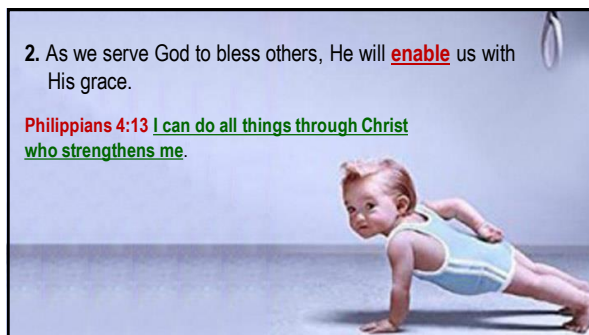 2. As we serve God to bless others, He will enable us with
His grace.
Philippians 4:13 I can do all things through Christ
who strengthens me.